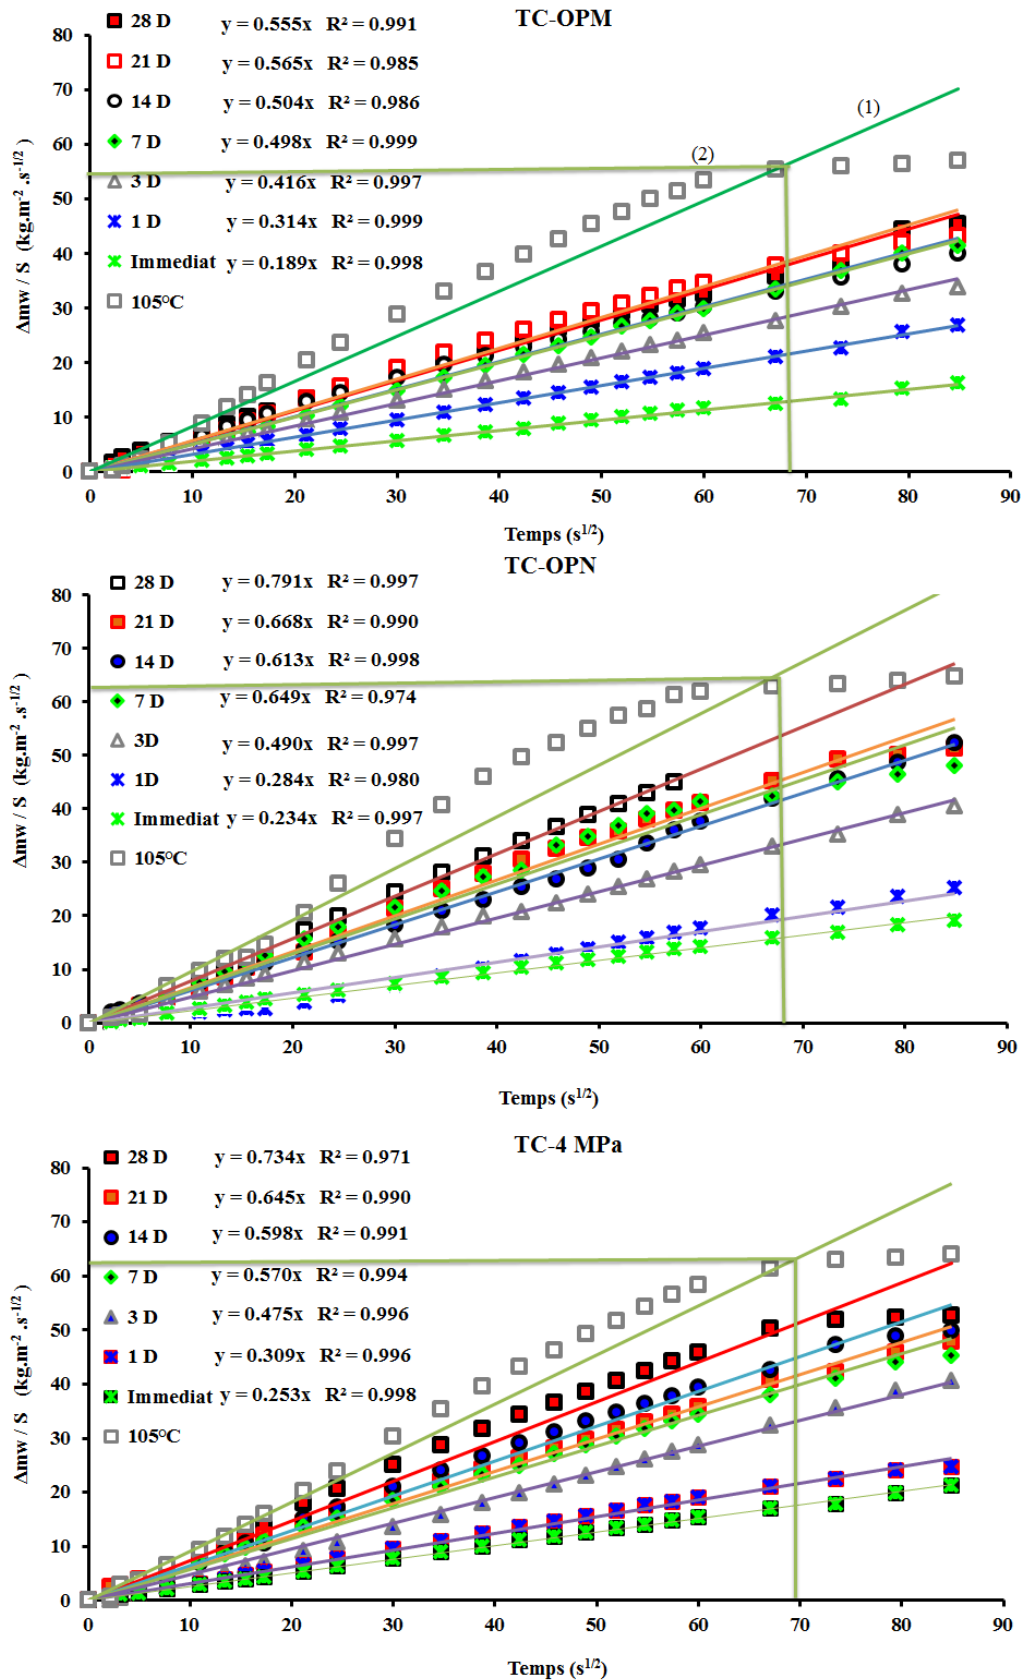 TC-OPM
28 D y = 0.555x R² = 0.991
21 D y = 0.565x R² = 0.985
14 D y = 0.504x R² = 0.986
7 D y = 0.498x R² = 0.999
3 D y = 0.416x R² = 0.997
1 D y = 0.314x R² = 0.999
Immediat y = 0.189x R² = 0.998
105°C
(1)
(2)
Δmw / S (kg.m⁻² .s⁻¹/²)
80
70
60
50
40
30
20
10
0
0 10 20 30 40 50 60 70 80 90
Temps (s¹/²)
TC-OPN
28 D y = 0.791x R² = 0.997
21 D y = 0.668x R² = 0.990
14 D y = 0.613x R² = 0.998
7 D y = 0.649x R² = 0.974
3D y = 0.490x R² = 0.997
1D y = 0.284x R² = 0.980
Immediat y = 0.234x R² = 0.997
105°C
Δmw / S (kg.m⁻² .s⁻¹/²)
80
70
60
50
40
30
20
10
0
0 10 20 30 40 50 60 70 80 90
Temps (s¹/²)
TC-4 MPa
28 D y = 0.734x R² = 0.971
21 D y = 0.645x R² = 0.990
14 D y = 0.598x R² = 0.991
7 D y = 0.570x R² = 0.994
3 D y = 0.475x R² = 0.996
1 D y = 0.309x R² = 0.996
Immediat y = 0.253x R² = 0.998
105°C
Δmw / S (kg.m⁻² .s⁻¹/²)
80
70
60
50
40
30
20
10
0
0 10 20 30 40 50 60 70 80 90
Temps (s¹/²)